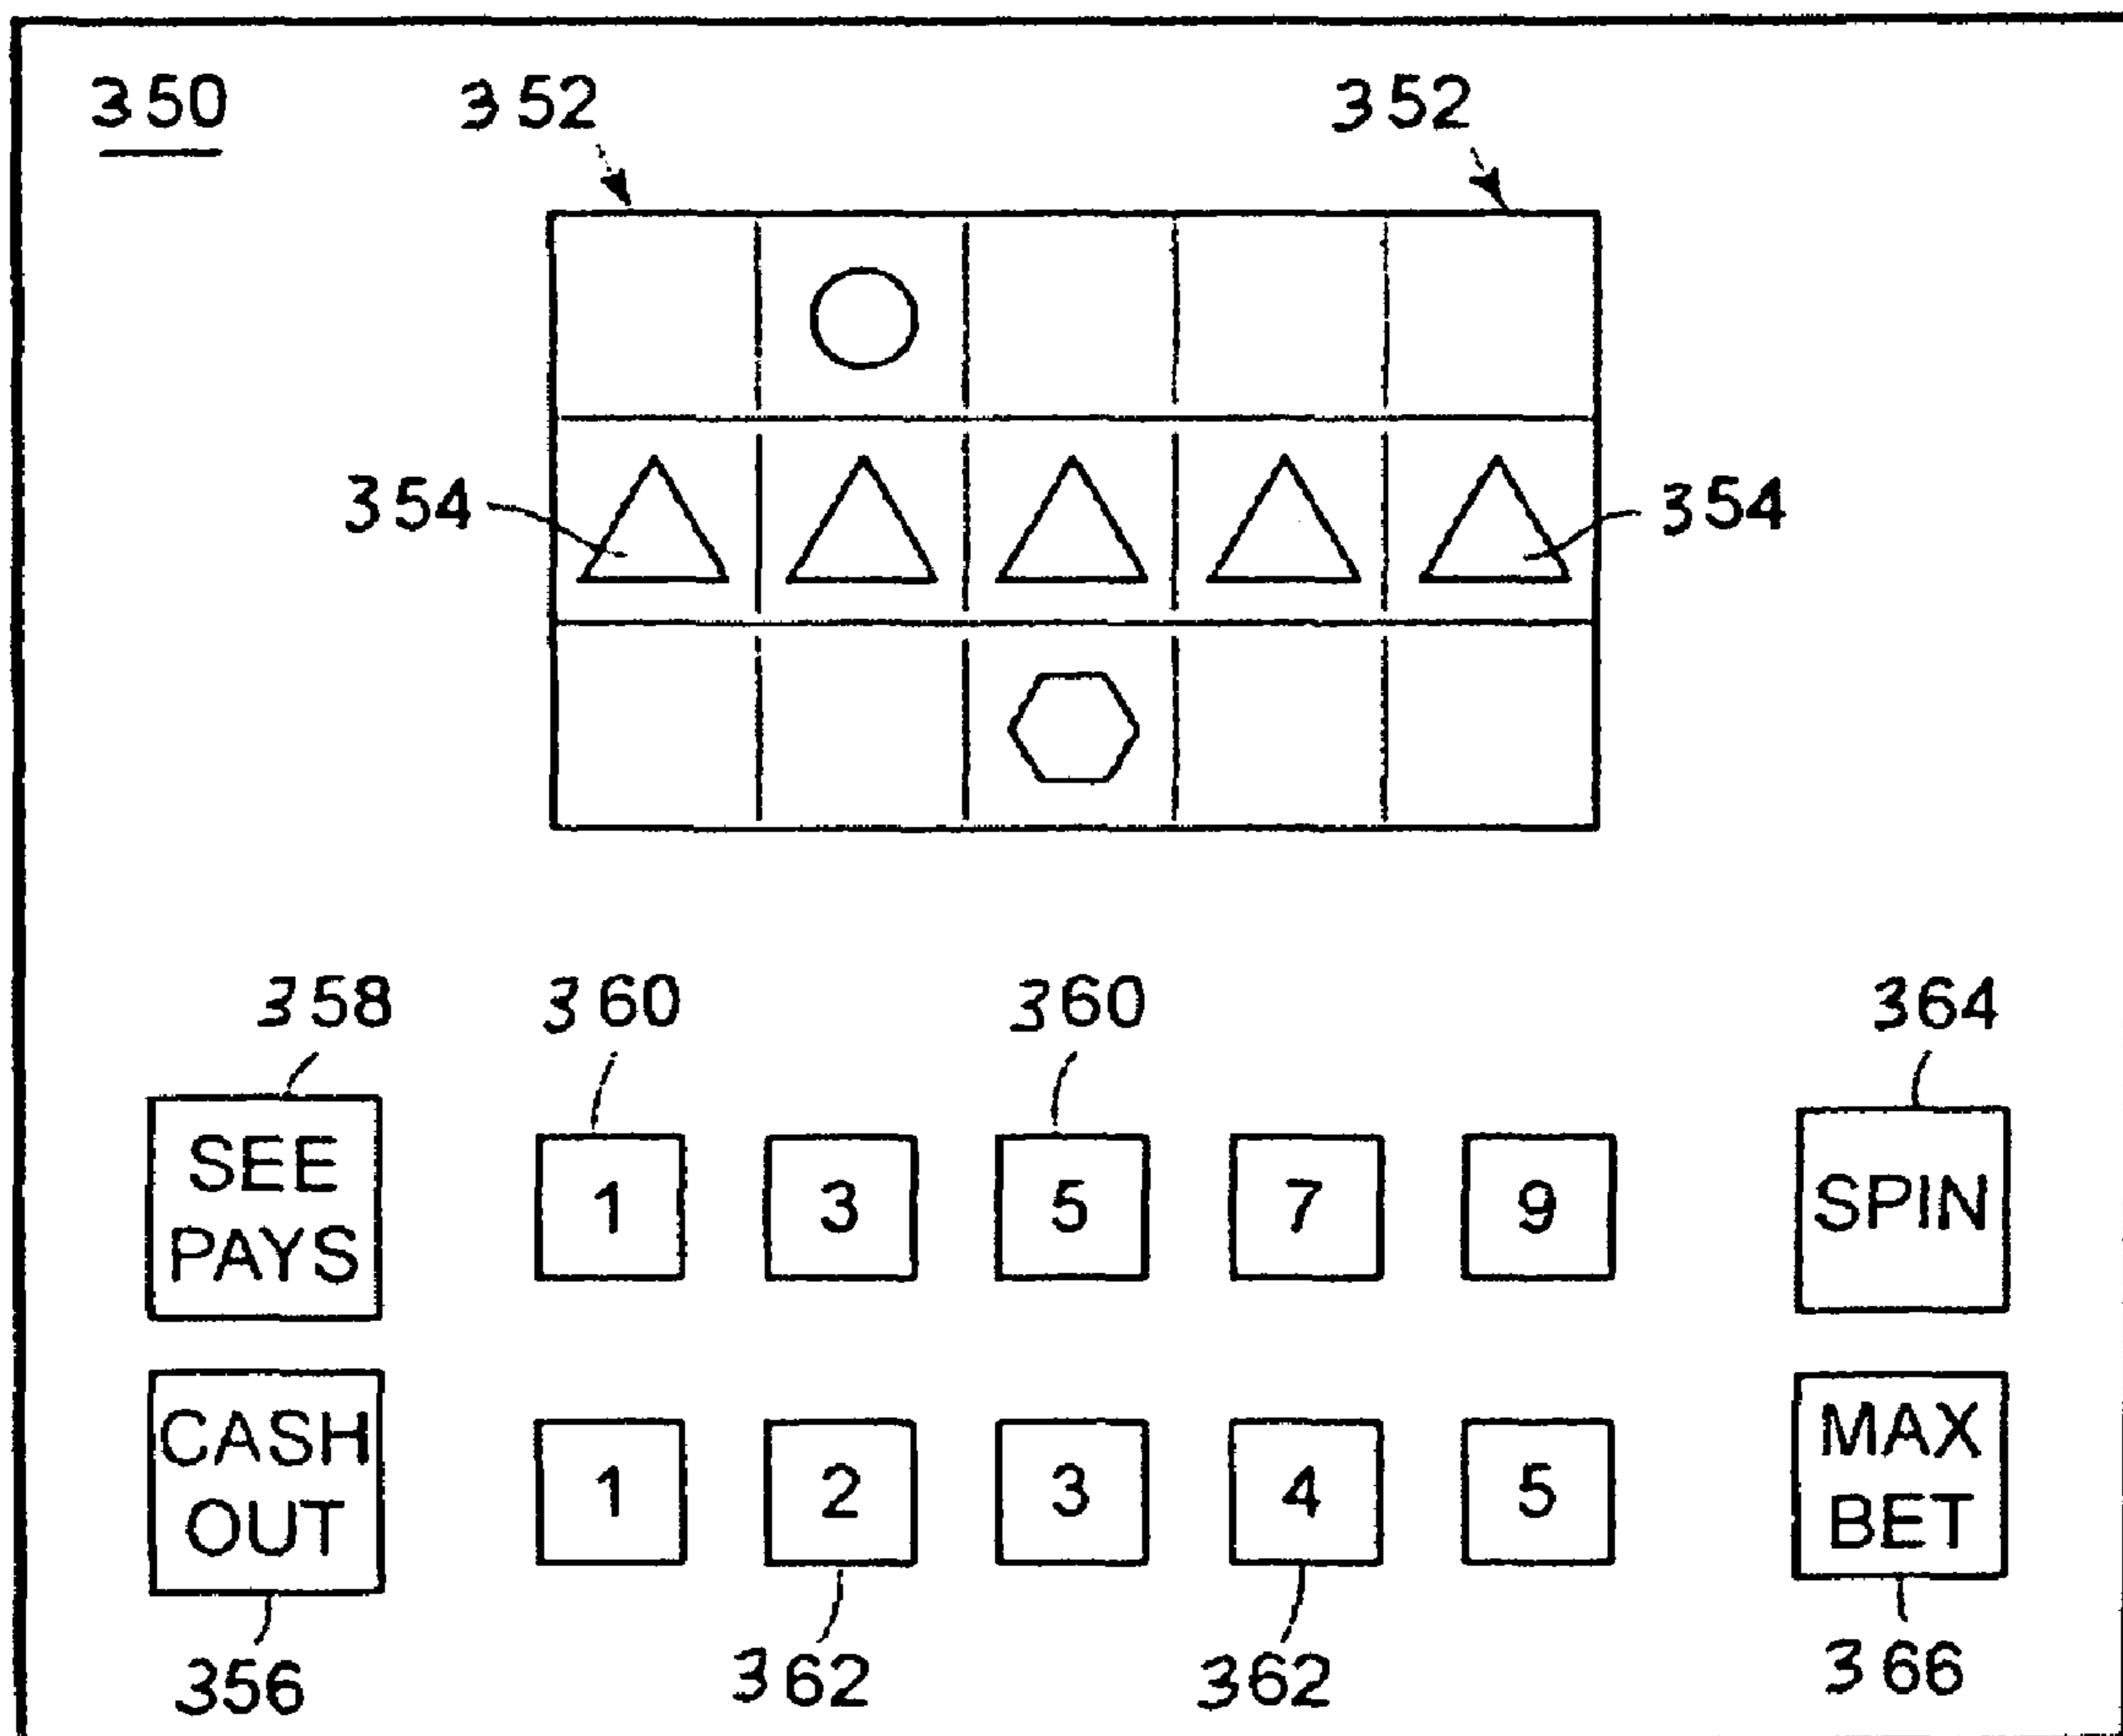 350 352 352
354 354
358 360 360 364
SEE
PAYS
1 3 5 7 9
SPIN
CASH
OUT
1 2 3 4 5
MAX
BET
356 362 362 366